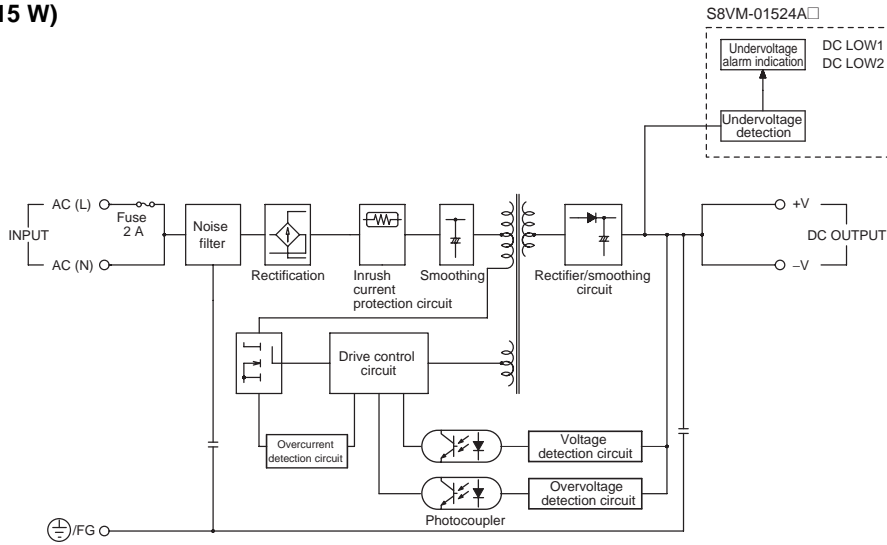 15 W)
S8VM-01524A□
Undervoltage
alarm indication
DC LOW1
DC LOW2
Undervoltage
detection
AC (L)
Fuse
2 A
INPUT
AC (N)
Noise
filter
Rectification
Inrush
current
protection circuit
Smoothing
Rectifier/smoothing
circuit
+V
DC OUTPUT
–V
Drive control
circuit
Overcurrent
detection circuit
Voltage
detection circuit
Overvoltage
detection circuit
Photocoupler
/FG